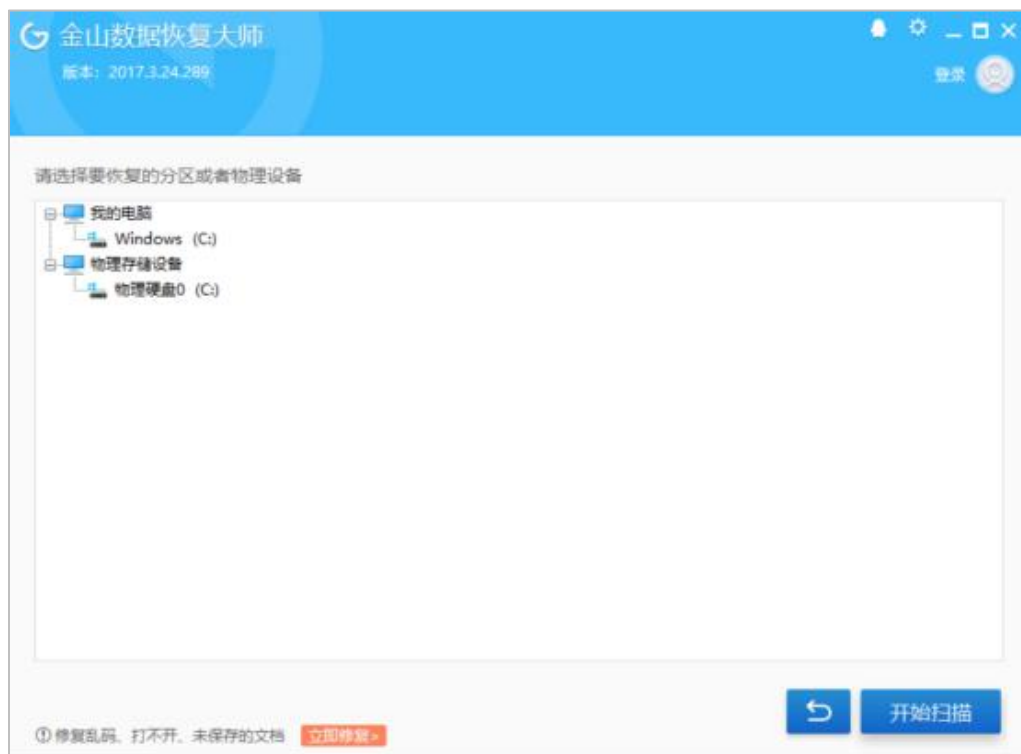 金山数据恢复大师
版本：2017.3.24.289
登录
请选择要恢复的分区或者物理设备
我的电脑
Windows (C:)
物理存储设备
物理硬盘0 (C:)
开始扫描
修复乱码、打不开、未保存的文档 立即修复»